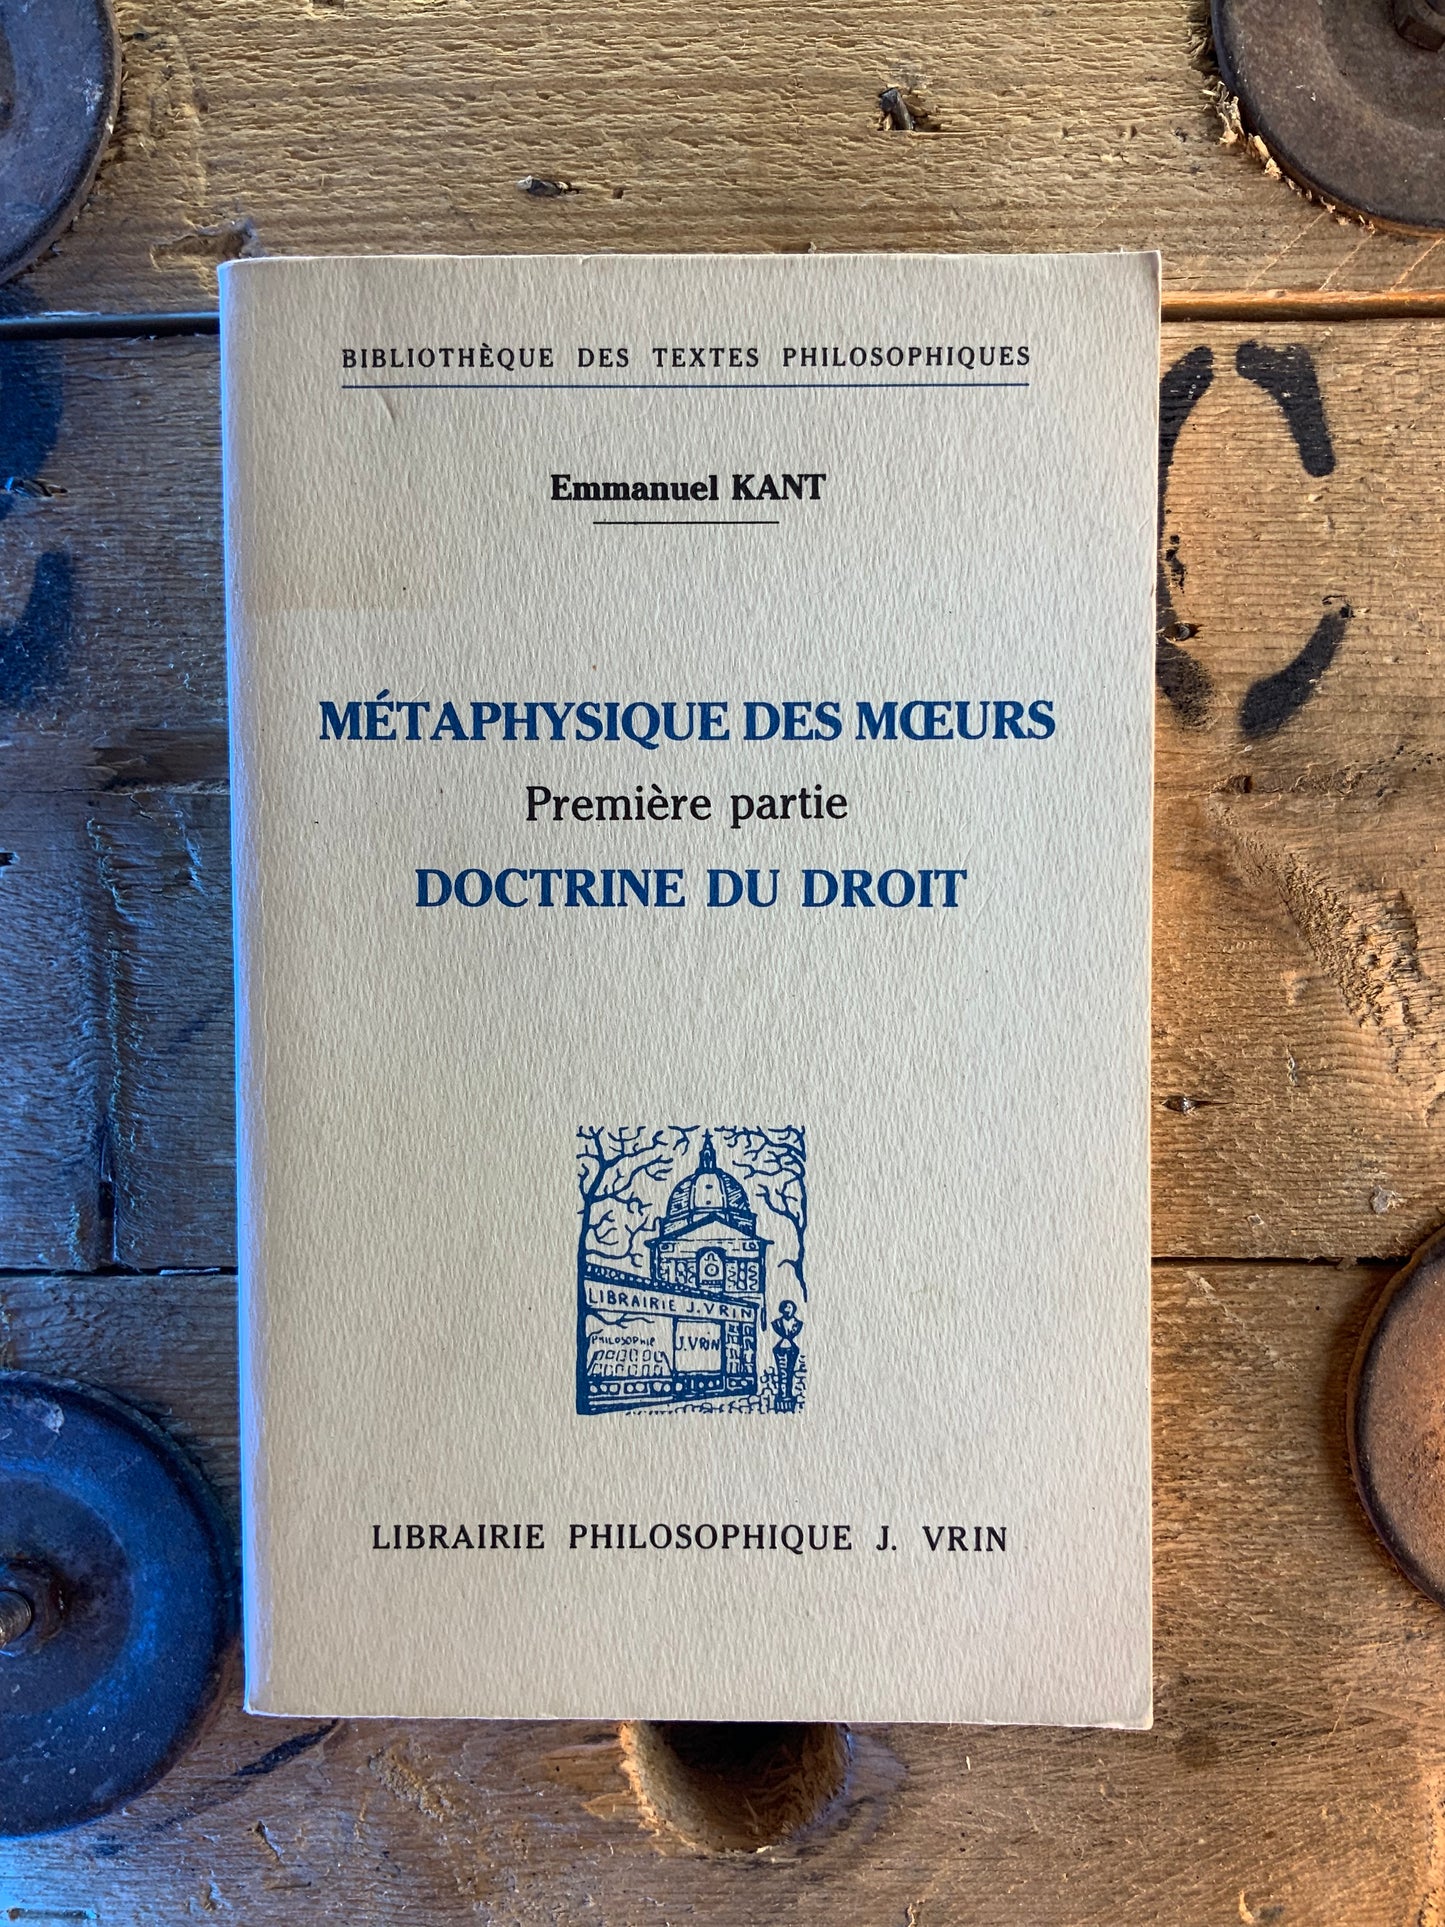 BIBLIOTHÈQUE DES TEXTES PHILOSOPHIQUES
Emmanuel KANT
MÉTAPHYSIQUE DES MŒURS
Première partie
DOCTRINE DU DROIT
LIBRAIRIE J. VRIN
PHILOSOPHIE
J. VRIN
LIBRAIRIE PHILOSOPHIQUE J. VRIN